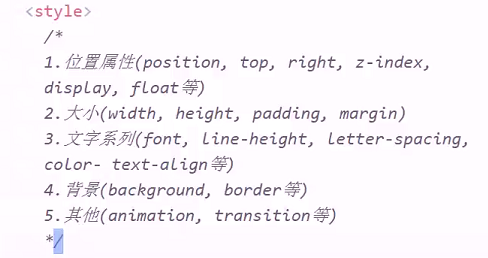 <style>
/*
1.位置属性(position, top, right, z-index,
display, float等)
2.大小(width, height, padding, margin)
3.文字系列(font, line-height, letter-spacing,
color- text-align等)
4.背景(background, border等)
5.其他(animation, transition等)
*/